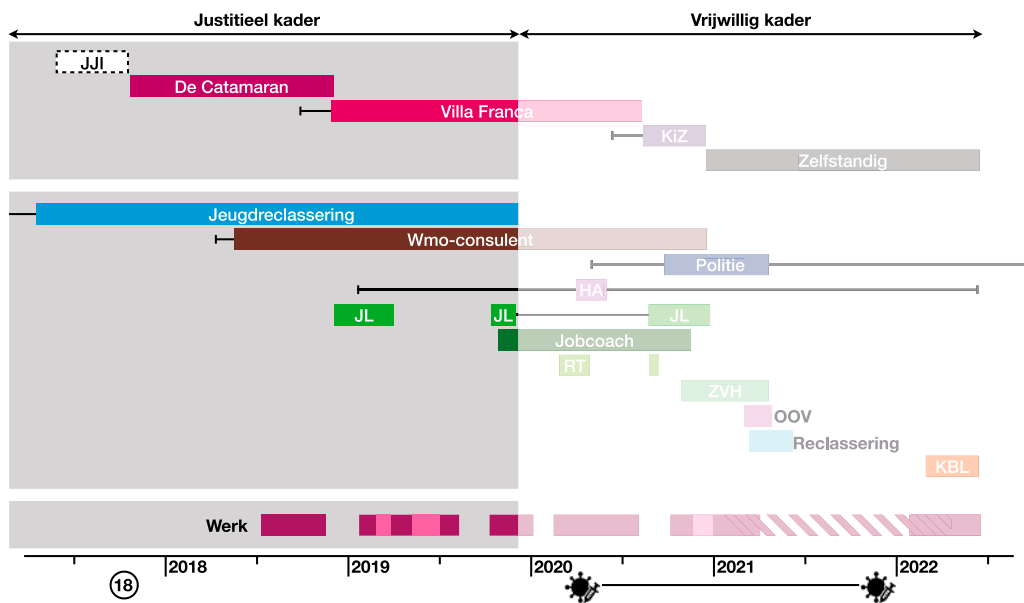 Justitieel kader
Vrijwillig kader
JJI
De Catamaran
Villa Franca
KiZ
Zelfstandig
Jeugdreclassering
Wmo-consulent
Politie
HA
JL JL JL
Jobcoach
RT
ZVH
OOV
Reclassering
KBL
Werk
2018 2019 2020 2021 2022
18